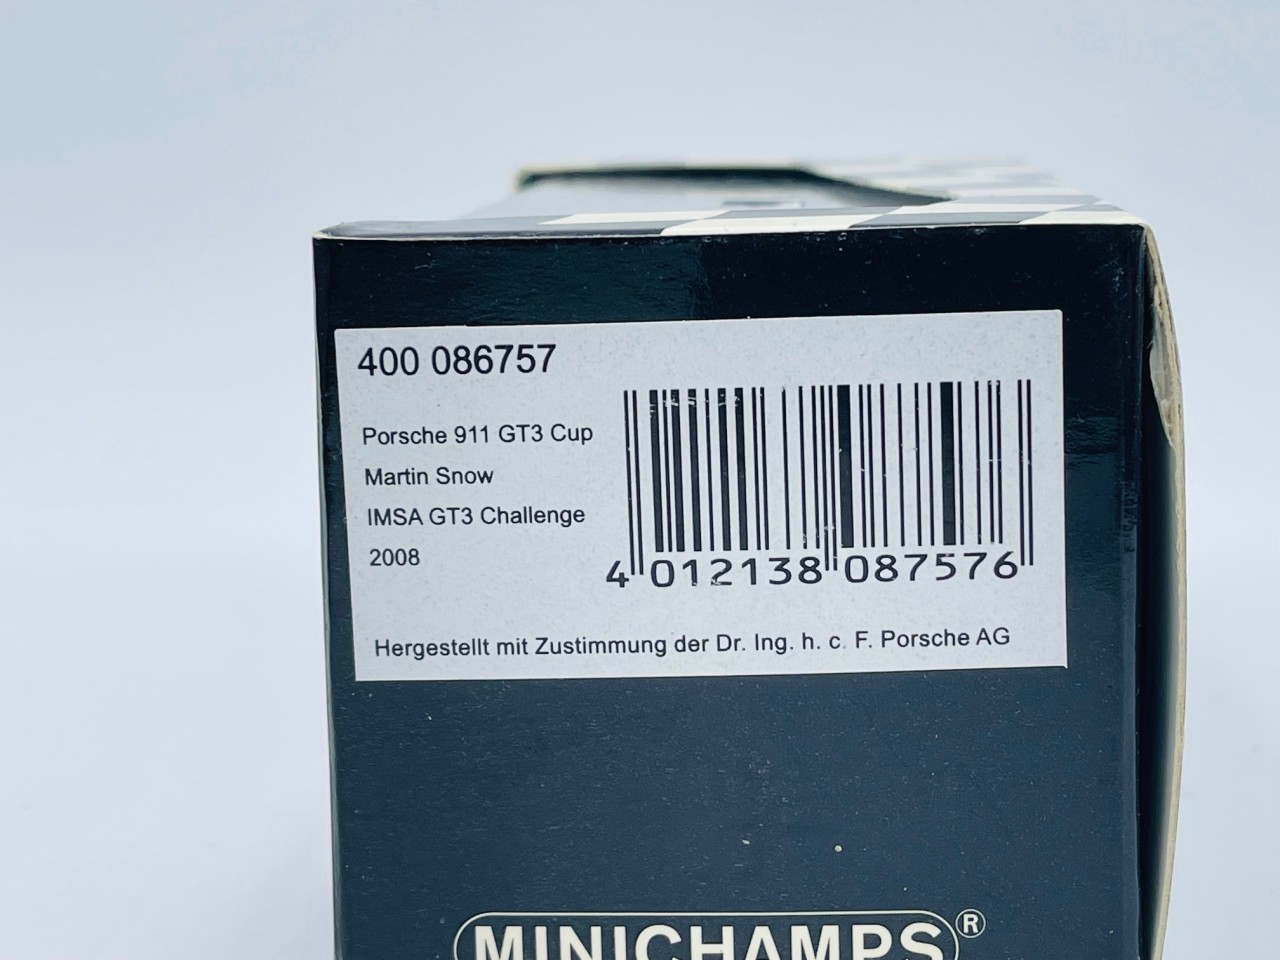 400 086757
Porsche 911 GT3 Cup
Martin Snow
IMSA GT3 Challenge
2008
4 012138 087576
Hergestellt mit Zustimmung der Dr. Ing. h. c. F. Porsche AG
MINICHAMPS®